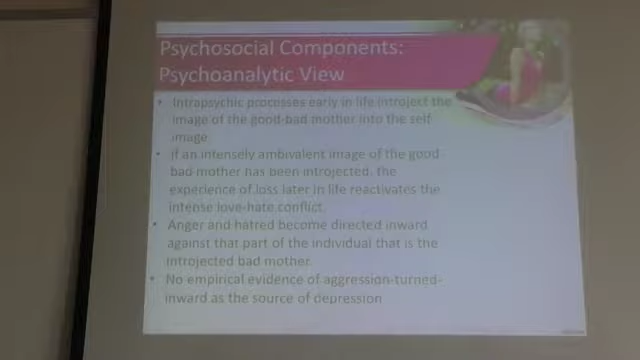 Psychosocial Components:
Psychoanalytic View
• Intrapsychic processes early in life introject the
image of the good-bad mother into the self
image
• If an intensely ambivalent image of the good
bad mother has been introjected, the
experience of loss later in life reactivates the
intense love-hate conflict.
• Anger and hatred become directed inward
against that part of the individual that is the
introjected bad mother.
• No empirical evidence of aggression-turned-
inward as the source of depression